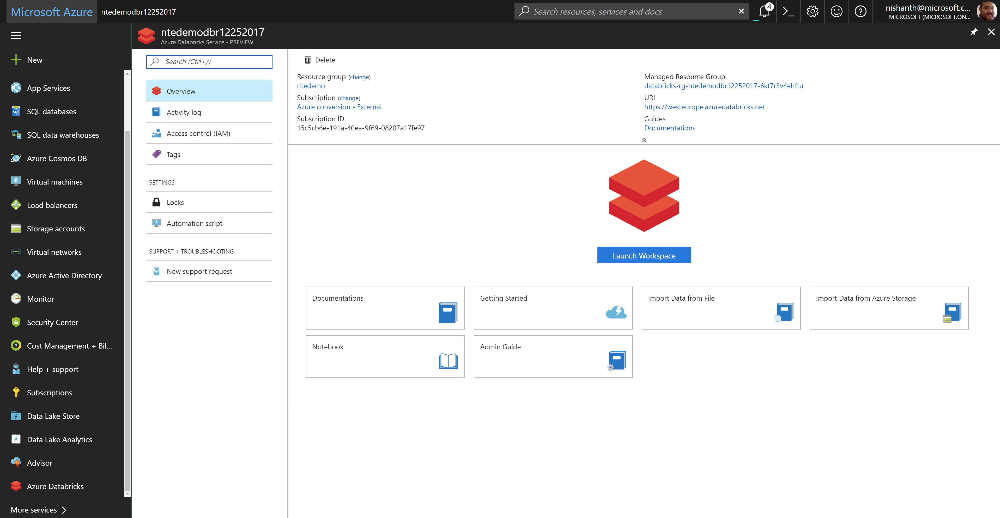 Microsoft Azure
ntedemodbr12252017
Search resources, services and docs
4
nishanth@microsoft.c...
MICROSOFT (MICROSOFT.ON...
ntedemodbr12252017
Azure Databricks Service - PREVIEW
New
App Services
SQL
SQL databases
SQL data warehouses
Azure Cosmos DB
Virtual machines
Load balancers
Storage accounts
Virtual networks
Azure Active Directory
Monitor
Security Center
Cost Management + Bil...
Help + support
Subscriptions
Data Lake Store
Data Lake Analytics
Advisor
Azure Databricks
More services
Search (Ctrl+/)
Overview
Activity log
Access control (IAM)
Tags
SETTINGS
Locks
Automation script
SUPPORT + TROUBLESHOOTING
New support request
Delete
Resource group (change)
ntedemo
Subscription (change)
Azure conversion - External
Subscription ID
15c5cb6e-191a-40ea-9f69-08207a17fe97
Managed Resource Group
databricks-rg-ntedemodbr12252017-6kt7r3v4ehftu
URL
https://westeurope.azuredatabricks.net
Guides
Documentations
Launch Workspace
Documentations
Getting Started
Import Data from File
Import Data from Azure Storage
Notebook
Admin Guide